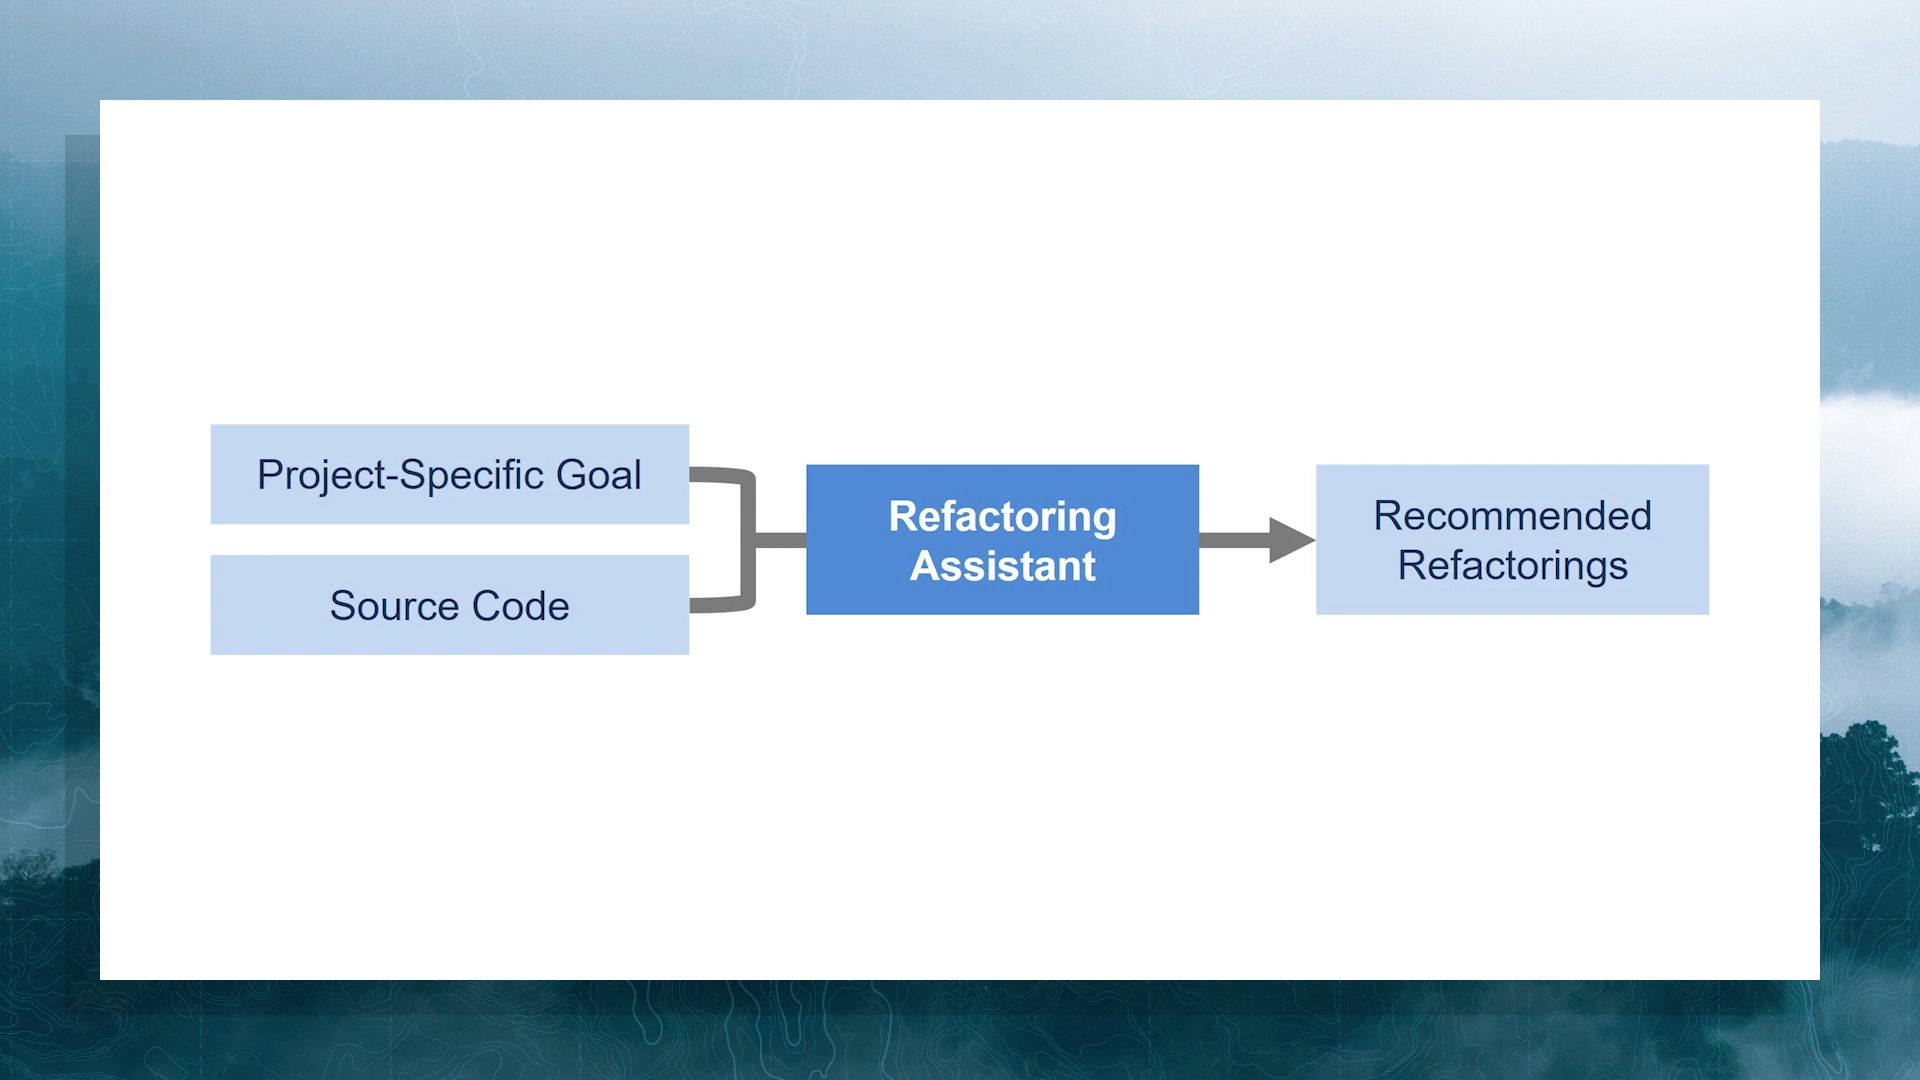 Project-Specific Goal
Source Code
Refactoring
Assistant
Recommended
Refactorings